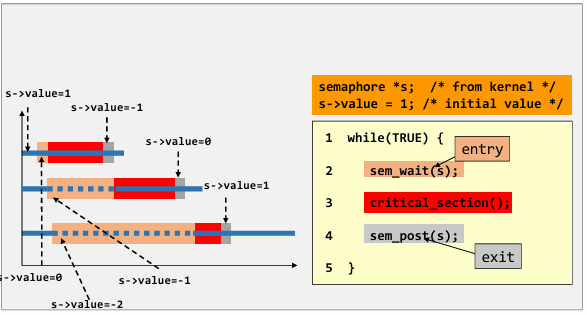 s->value=1
s->value=-1
s->value=0
s->value=1
s->value=0
s->value=-1
s->value=-2
semaphore *s;  /* from kernel */
s->value = 1; /* initial value */
1 while(TRUE) {
entry
2 sem_wait(s);
3 critical_section();
4 sem_post(s);
exit
5 }